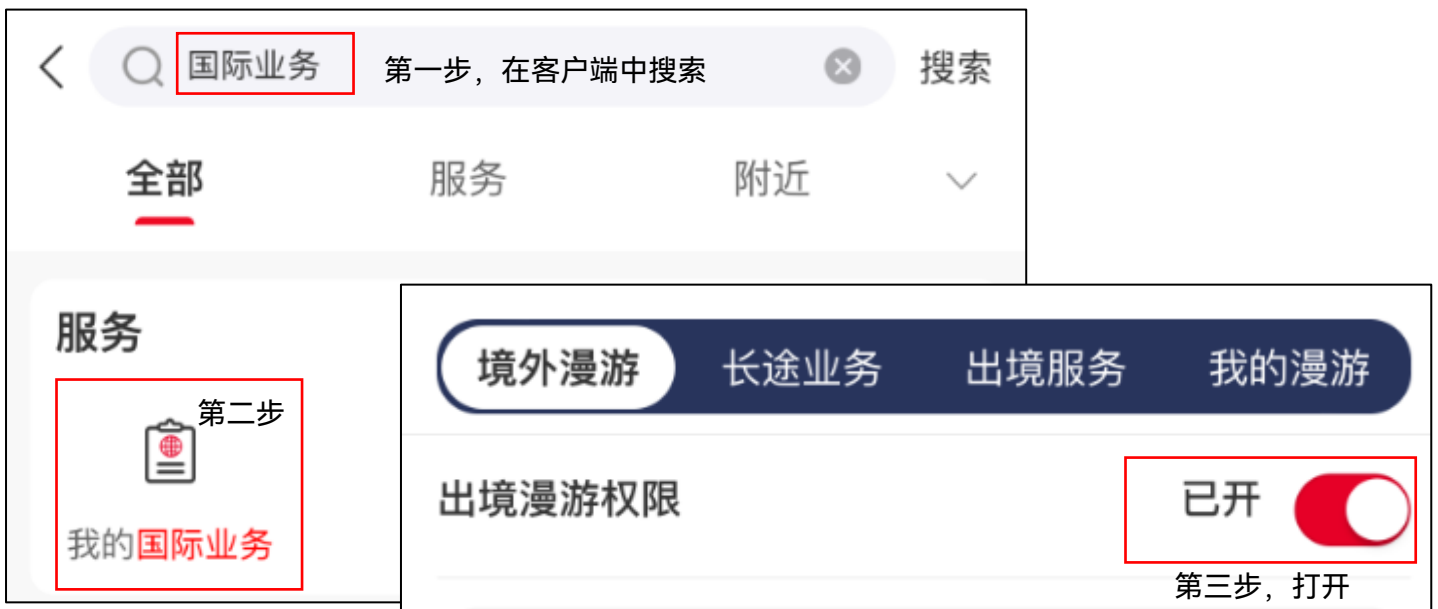 国际业务 第一步，在客户端中搜索 搜索
全部 服务 附近
服务
第二步
我的国际业务
境外漫游 长途业务 出境服务 我的漫游
出境漫游权限 已开
第三步，打开